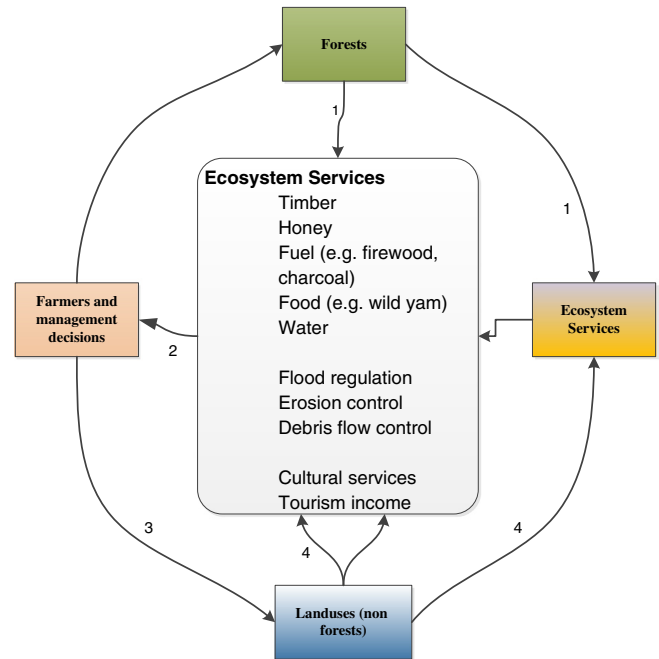 Forests
1
Ecosystem Services
Timber
Honey
Fuel (e.g. firewood,
charcoal)
Food (e.g. wild yam)
Water
Flood regulation
Erosion control
Debris flow control
Cultural services
Tourism income
1
Farmers and
management
decisions
2
Ecosystem
Services
3
4
4
Landuses (non
forests)